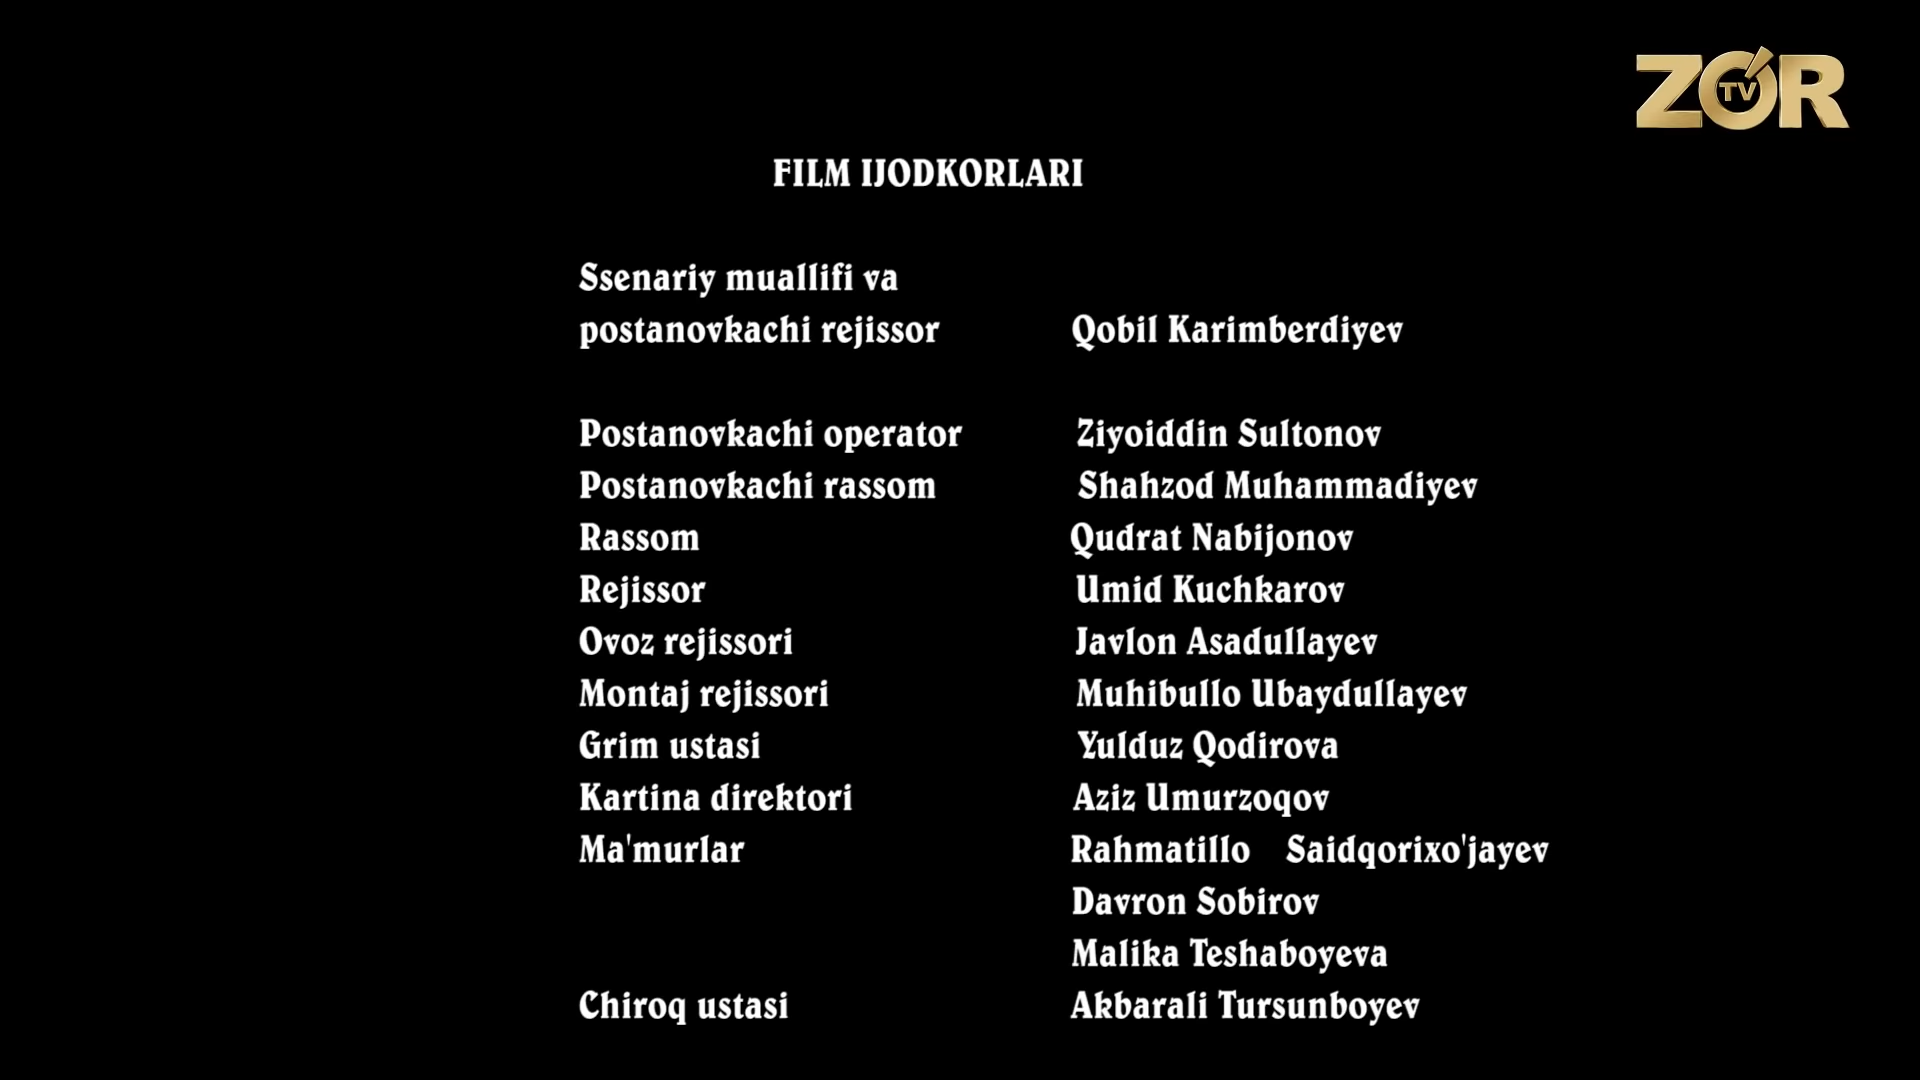 ZO'R TV
FILM IJODKORLARI
Ssenariy muallifi va
postanovkachi rejissor Qobil Karimberdiyev
Postanovkachi operator Ziyoiddin Sultonov
Postanovkachi rassom Shahzod Muhammadiyev
Rassom Qudrat Nabijonov
Rejissor Umid Kuchkarov
Ovoz rejissori Javlon Asadullayev
Montaj rejissori Muhibullo Ubaydullayev
Grim ustasi Yulduz Qodirova
Kartina direktori Aziz Umurzoqov
Ma'murlar Rahmatillo Saidqorixo'jayev
Davron Sobirov
Malika Teshaboyeva
Chiroq ustasi Akbarali Tursunboyev